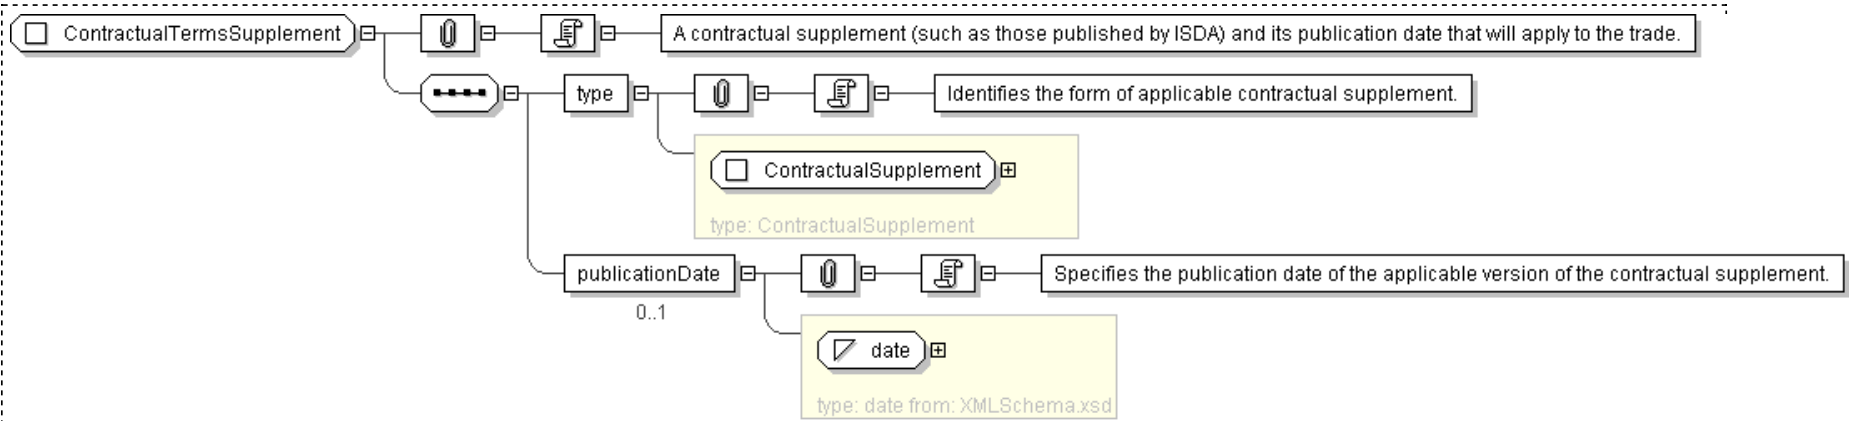 ContractualTermsSupplement
A contractual supplement (such as those published by ISDA) and its publication date that will apply to the trade.
type
Identifies the form of applicable contractual supplement.
ContractualSupplement
type: ContractualSupplement
publicationDate
Specifies the publication date of the applicable version of the contractual supplement.
0..1
date
type: date from: XMLSchema.xsd